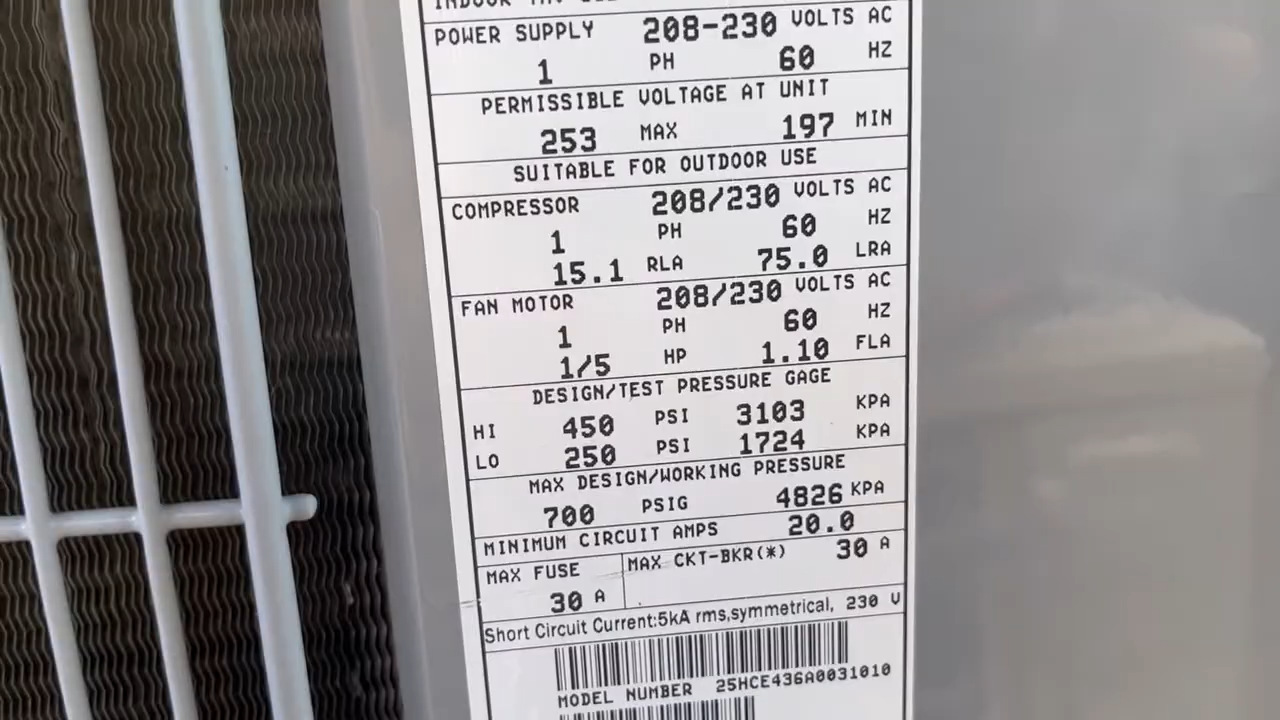 INDOOR
POWER SUPPLY 208-230 VOLTS AC
1 PH 60 HZ
PERMISSIBLE VOLTAGE AT UNIT
253 MAX 197 MIN
SUITABLE FOR OUTDOOR USE
COMPRESSOR 208/230 VOLTS AC
1 PH 60 HZ
15.1 RLA 75.0 LRA
FAN MOTOR 208/230 VOLTS AC
1 PH 60 HZ
1/5 HP 1.10 FLA
DESIGN/TEST PRESSURE GAGE
HI 450 PSI 3103 KPA
LO 250 PSI 1724 KPA
MAX DESIGN/WORKING PRESSURE
700 PSIG 4826 KPA
MINIMUM CIRCUIT AMPS 20.0
MAX FUSE MAX CKT-BKR(*) 30 A
30 A
Short Circuit Current:5kA rms,symmetrical, 230 V
MODEL NUMBER 25HCE436A0031010